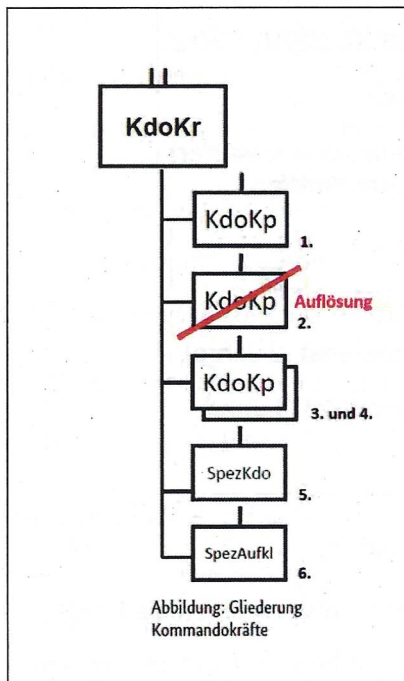 KdoKr
KdoKp
1.
KdoKp
Auflösung
2.
KdoKp
3. und 4.
SpezKdo
5.
SpezAufkl
6.
Abbildung: Gliederung
Kommandokräfte